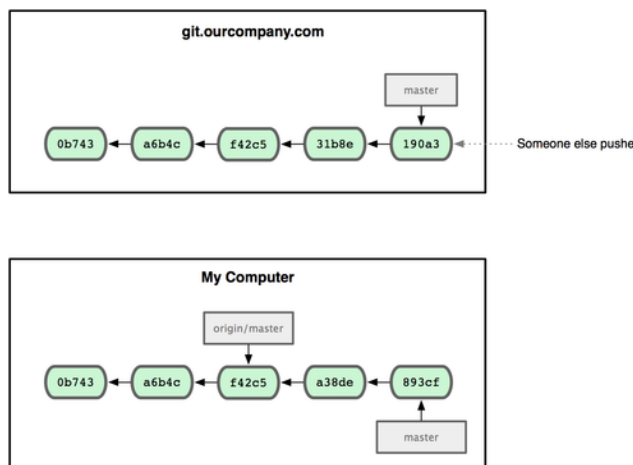 git.ourcompany.com
master
0b743 a6b4c f42c5 31b8e 190a3 Someone else pushe
My Computer
origin/master
0b743 a6b4c f42c5 a38de 893cf
master